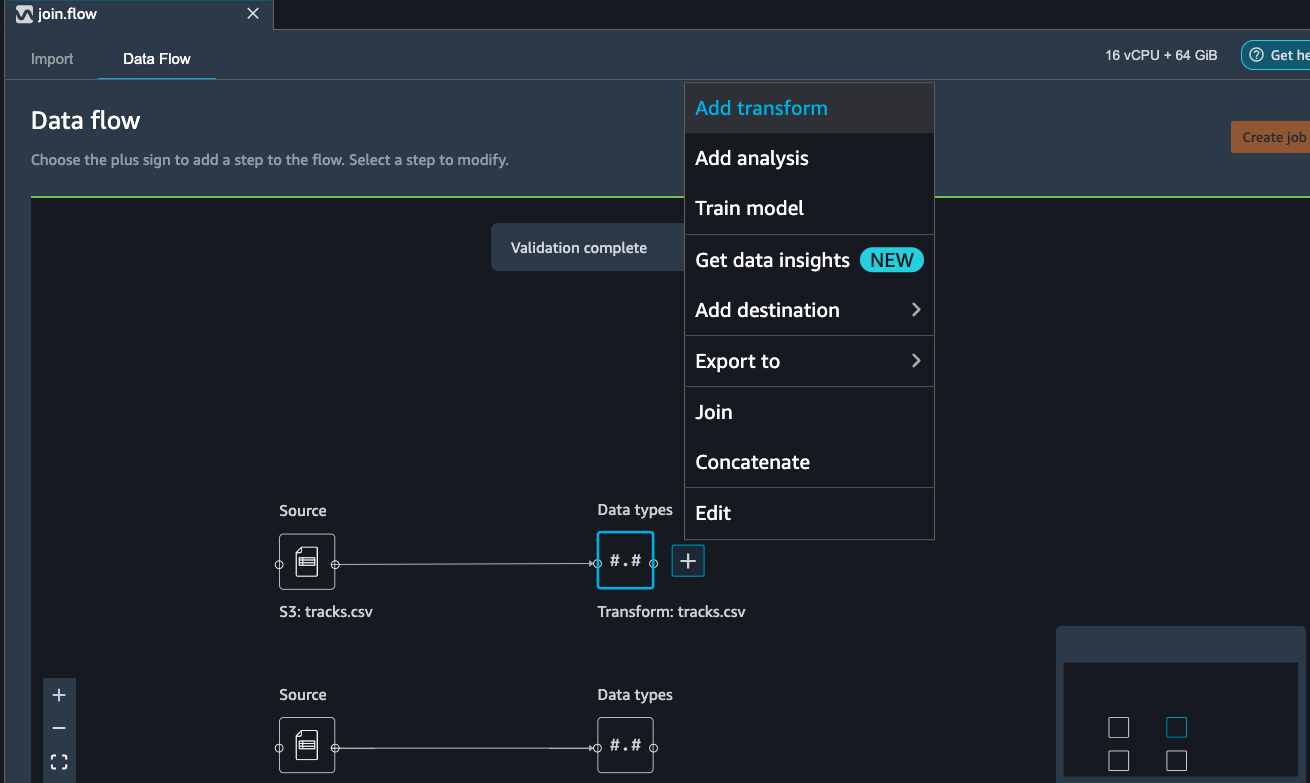 join.flow
Import
Data Flow
16 vCPU + 64 GiB
Get he
Data flow
Choose the plus sign to add a step to the flow. Select a step to modify.
Create job
Validation complete
Add transform
Add analysis
Train model
Get data insights NEW
Add destination
Export to
Join
Concatenate
Edit
Source
Data types
#.#
S3: tracks.csv
Transform: tracks.csv
Source
Data types
#.#